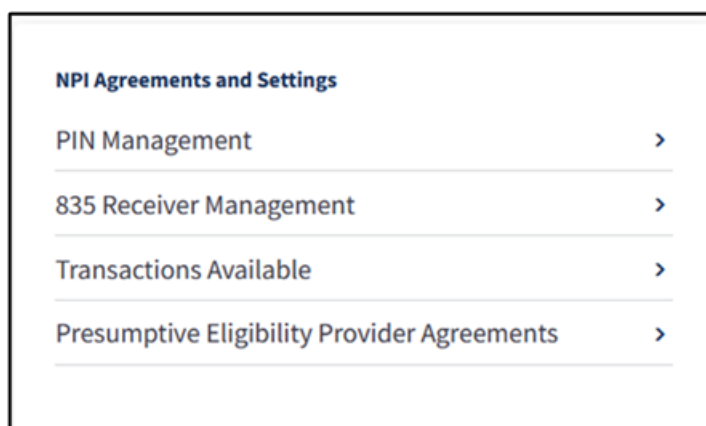 NPI Agreements and Settings
PIN Management
835 Receiver Management
Transactions Available
Presumptive Eligibility Provider Agreements